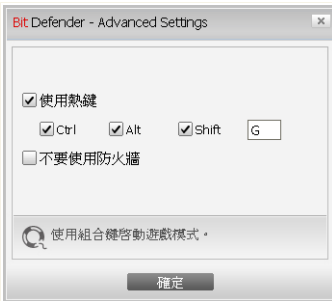 Bit Defender - Advanced Settings
使用熱鍵
Ctrl Alt Shift G
不要使用防火牆
使用組合鍵啓動遊戲模式。
確定